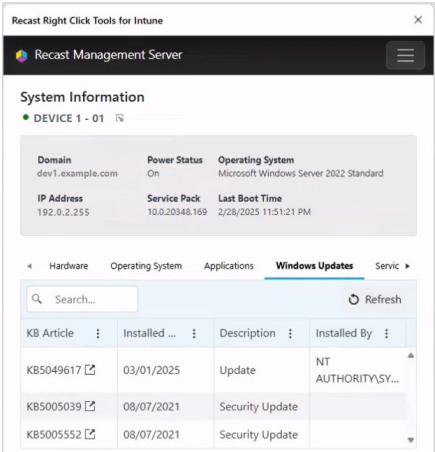 Recast Right Click Tools for Intune
Recast Management Server
System Information
DEVICE 1 - 01
Domain Power Status Operating System
dev1.example.com On Microsoft Windows Server 2022 Standard
IP Address Service Pack Last Boot Time
192.0.2.255 10.0.20348.169 2/28/2025 11:51:21 PM
Hardware Operating System Applications Windows Updates Servic
Search... Refresh
KB Article Installed ... Description Installed By
KB5049617 03/01/2025 Update NT AUTHORITY\SY...
KB5005039 08/07/2021 Security Update
KB5005552 08/07/2021 Security Update